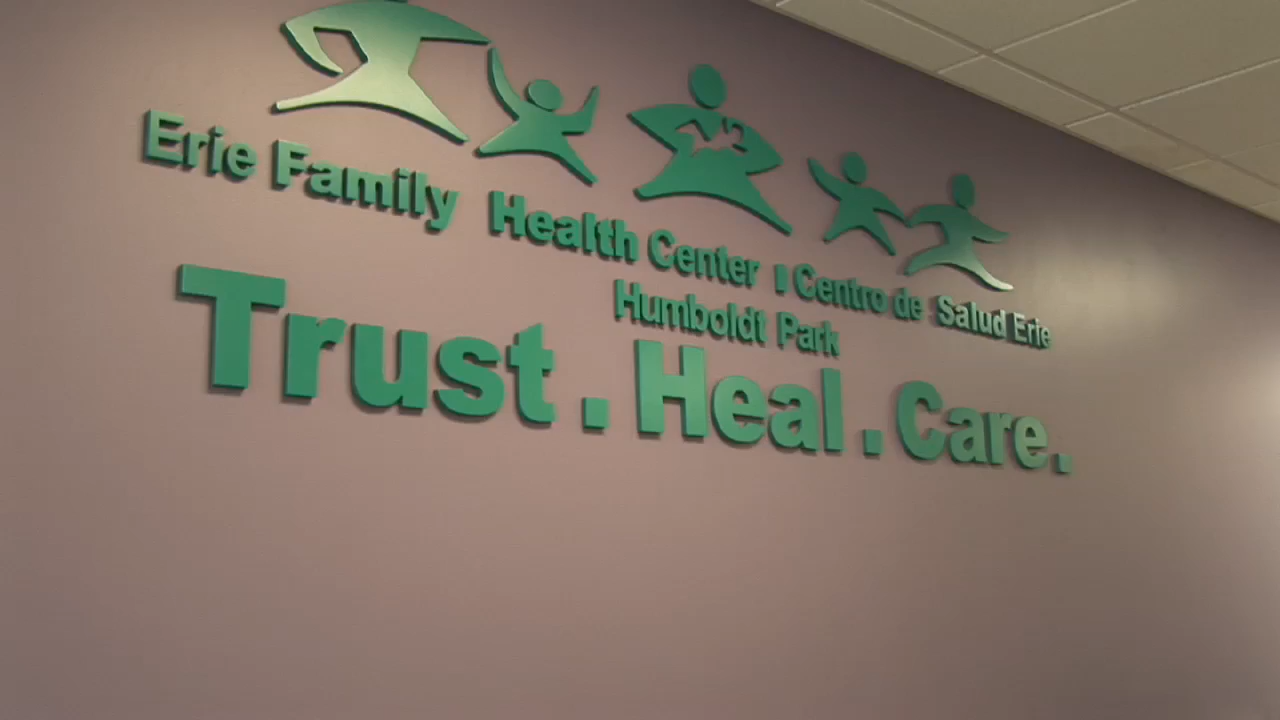 Erie Family Health Center ▮ Centro de Salud Erie
Humboldt Park
Trust. Heal. Care.